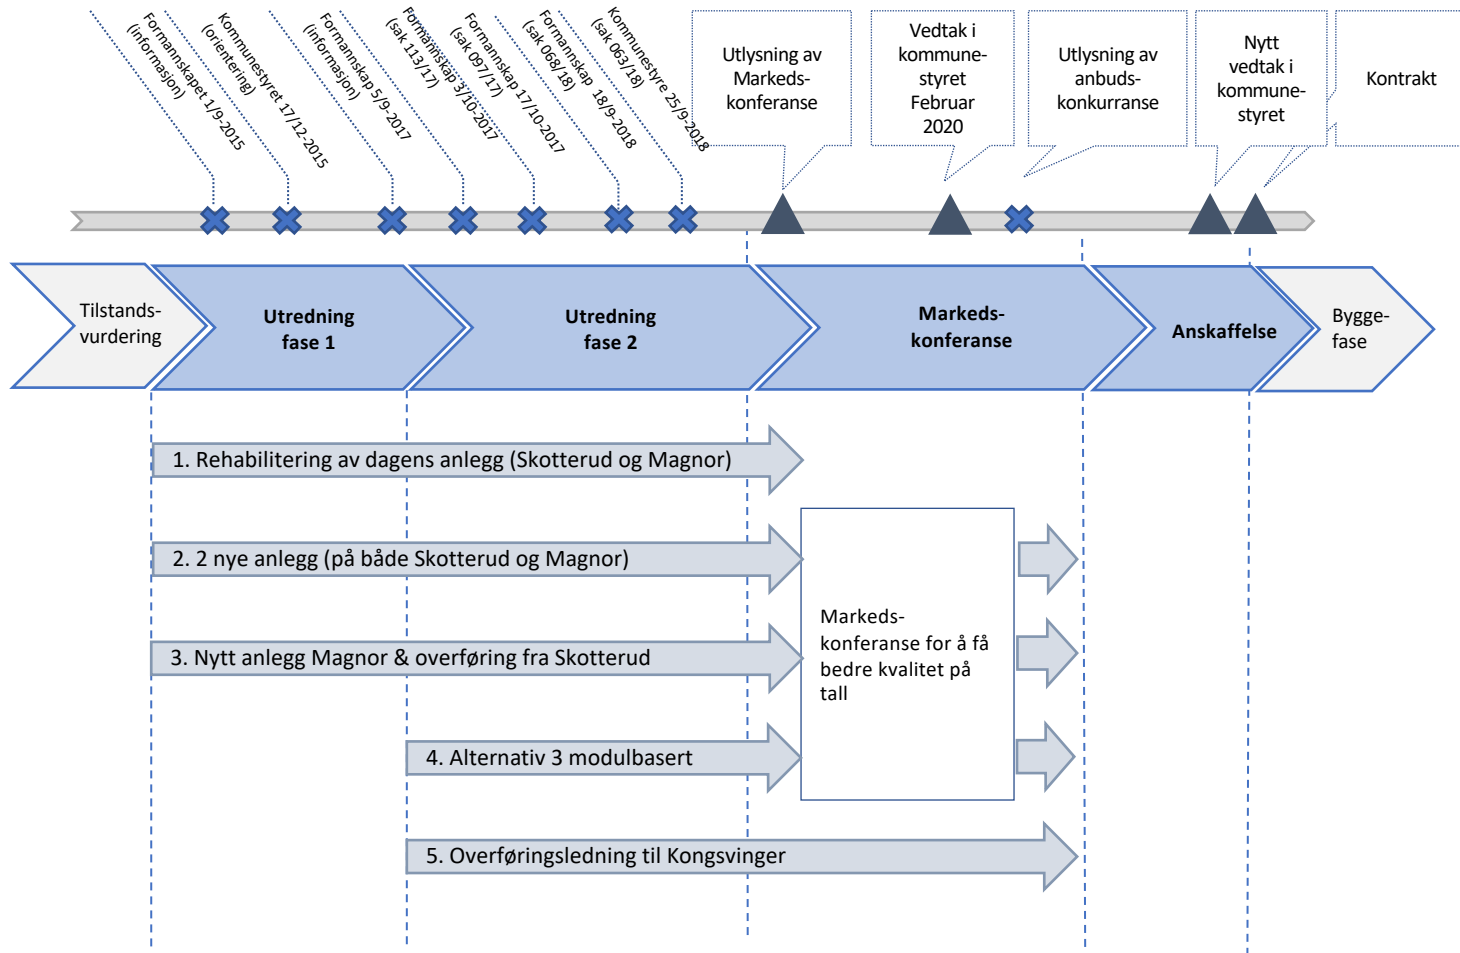 Formannskapet 1/9-2015
(informasjon)
Kommunestyret 17/12-2015
(orientering)
Formannskap 5/9-2017
(informasjon)
Formannskap 3/10-2017
(sak 113/17)
Formannskap 17/10-2017
(sak 097/17)
Formannskap 18/9-2018
(sak 068/18)
Kommunestyre 25/9-2018
(sak 063/18)
Utlysning av
Markeds-
konferanse
Vedtak i
kommune-
styret
Februar
2020
Utlysning av
anbuds-
konkurranse
Nytt
vedtak i
kommune-
styret
Kontrakt
Tilstands-
vurdering
Utredning
fase 1
Utredning
fase 2
Markeds-
konferanse
Anskaffelse
Bygge-
fase
1. Rehabilitering av dagens anlegg (Skotterud og Magnor)
2. 2 nye anlegg (på både Skotterud og Magnor)
3. Nytt anlegg Magnor & overføring fra Skotterud
4. Alternativ 3 modulbasert
Markeds-
konferanse for å få
bedre kvalitet på
tall
5. Overføringsledning til Kongsvinger